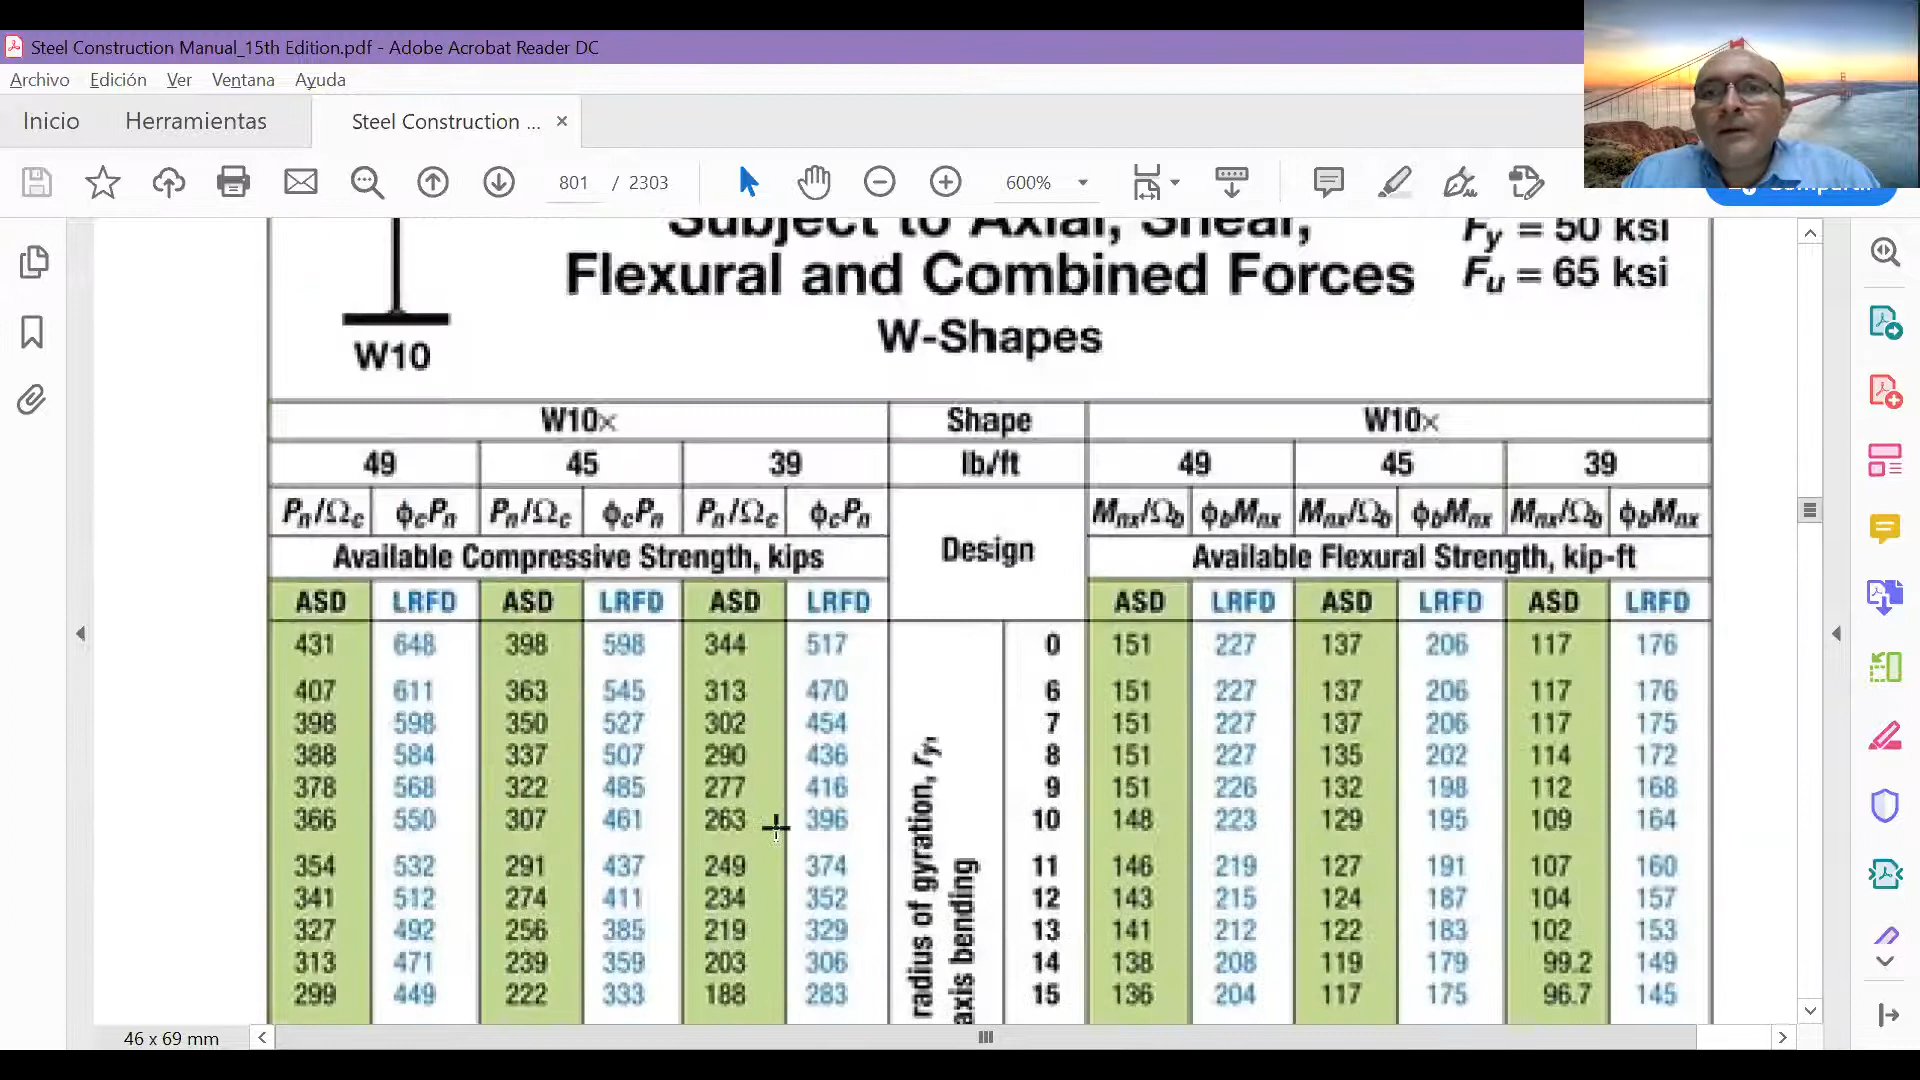 Steel Construction Manual_15th Edition.pdf - Adobe Acrobat Reader DC
Archivo Edición Ver Ventana Ayuda
Inicio Herramientas Steel Construction ... ×
801 / 2303 600%
Subject to Axial, Shear,
Flexural and Combined Forces
W-Shapes
Fy = 50 ksi
Fu = 65 ksi
W10
W10× Shape W10×
49 45 39 lb/ft 49 45 39
Pn/Ωc ϕcPn Pn/Ωc ϕcPn Pn/Ωc ϕcPn Design Mnx/Ωb ϕbMnx Mnx/Ωb ϕbMnx Mnx/Ωb ϕbMnx
Available Compressive Strength, kips Available Flexural Strength, kip-ft
ASD LRFD ASD LRFD ASD LRFD ASD LRFD ASD LRFD ASD LRFD
431 648 398 598 344 517 0 151 227 137 206 117 176
407 611 363 545 313 470 6 151 227 137 206 117 176
398 598 350 527 302 454 7 151 227 137 206 117 175
388 584 337 507 290 436 8 151 227 135 202 114 172
378 568 322 485 277 416 9 151 226 132 198 112 168
366 550 307 461 263 396 10 148 223 129 195 109 164
354 532 291 437 249 374 11 146 219 127 191 107 160
341 512 274 411 234 352 12 143 215 124 187 104 157
327 492 256 385 219 329 13 141 212 122 183 102 153
313 471 239 359 203 306 14 138 208 119 179 99.2 149
299 449 222 333 188 283 15 136 204 117 175 96.7 145
radius of gyration, ry,
axis bending
46 x 69 mm